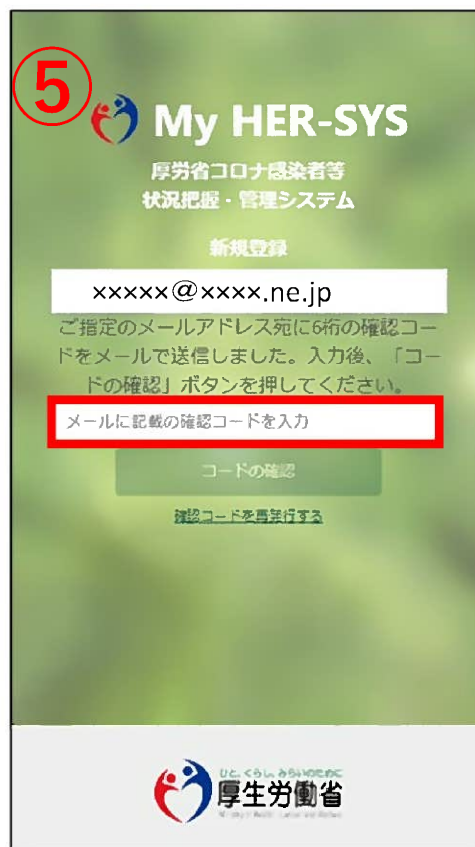 ⑤
My HER-SYS
厚労省コロナ感染者等
状況把握・管理システム
新規登録
×××××@××××.ne.jp
ご指定のメールアドレス宛に6桁の確認コー
ドをメールで送信しました。入力後、「コー
ドの確認」ボタンを押してください。
メールに記載の確認コードを入力
コードの確認
確認コードを再発行する
ひと、くらし、みらいのために
厚生労働省